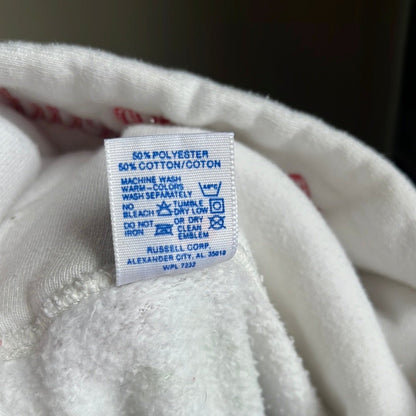 50% POLYESTER
50% COTTON/COTON
MACHINE WASH
WARM-COLORS
WASH SEPARATELY
NO BLEACH TUMBLE DRY LOW
DO NOT IRON OR DRY CLEAN EMBLEM
RUSSELL CORP.
ALEXANDER CITY, AL. 35010
WPL 7232